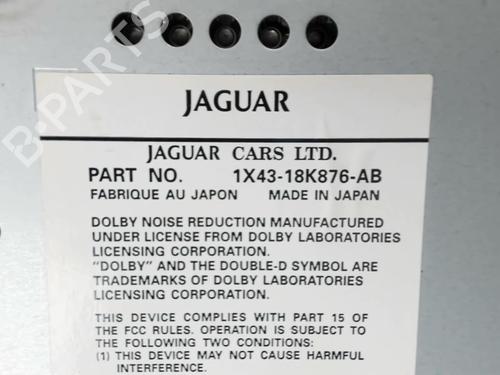 B-PARTS
JAGUAR
JAGUAR CARS LTD.
PART NO. 1X43-18K876-AB
FABRIQUE AU JAPON MADE IN JAPAN
DOLBY NOISE REDUCTION MANUFACTURED
UNDER LICENSE FROM DOLBY LABORATORIES
LICENSING CORPORATION.
"DOLBY" AND THE DOUBLE-D SYMBOL ARE
TRADEMARKS OF DOLBY LABORATORIES
LICENSING CORPORATION.
THIS DEVICE COMPLIES WITH PART 15 OF
THE FCC RULES. OPERATION IS SUBJECT TO
THE FOLLOWING TWO CONDITIONS:
(1) THIS DEVICE MAY NOT CAUSE HARMFUL
INTERFERENCE.